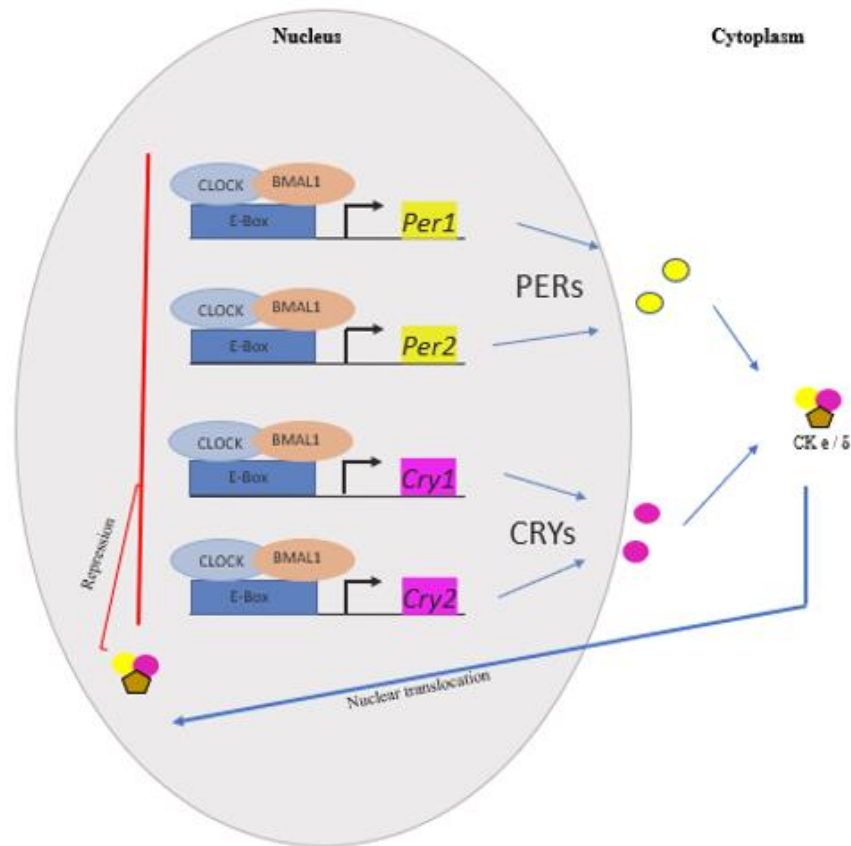 Nucleus
Cytoplasm
CLOCK
BMAL1
E-Box
Per1
PERs
CLOCK
BMAL1
E-Box
Per2
CLOCK
BMAL1
E-Box
Cry1
CK e / δ
CRYs
CLOCK
BMAL1
E-Box
Cry2
Repression
Nuclear translocation